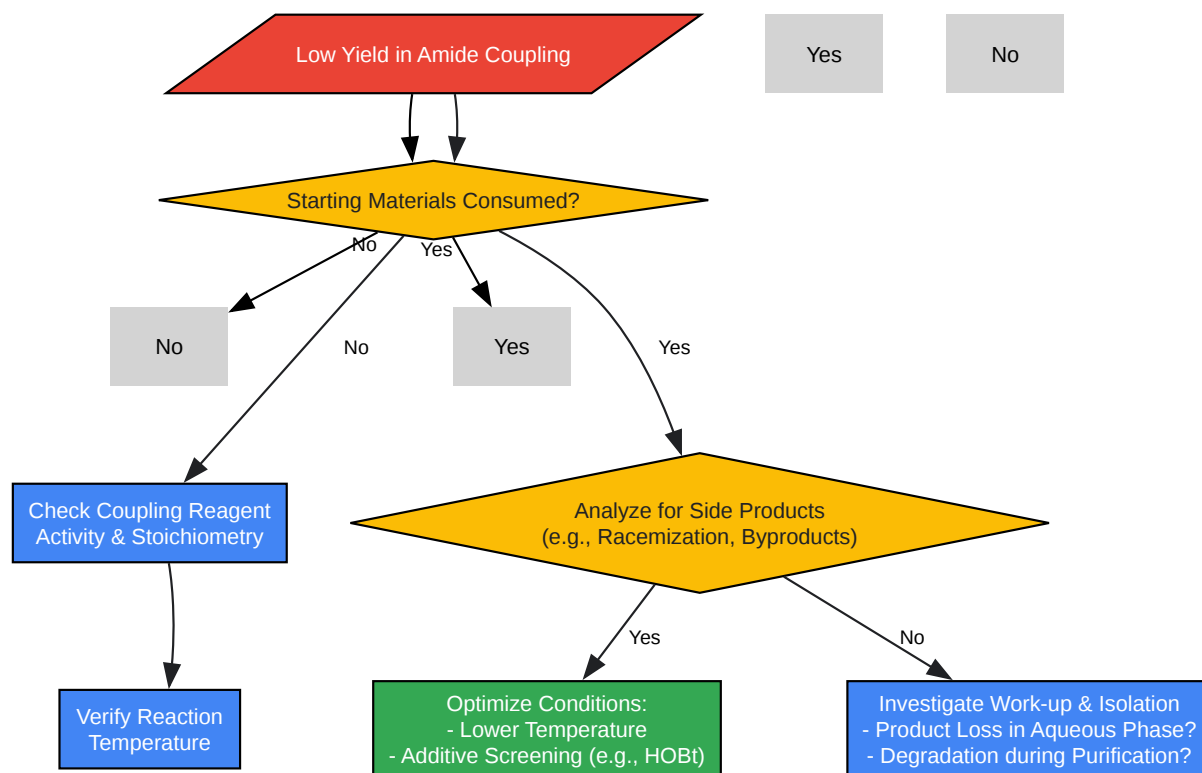 Low Yield in Amide Coupling
Yes
No
Starting Materials Consumed?
No
Yes
No
Yes
No
Yes
Check Coupling Reagent
Activity & Stoichiometry
Analyze for Side Products
(e.g., Racemization, Byproducts)
Yes
No
Verify Reaction
Temperature
Optimize Conditions:
- Lower Temperature
- Additive Screening (e.g., HOBt)
Investigate Work-up & Isolation
- Product Loss in Aqueous Phase?
- Degradation during Purification?